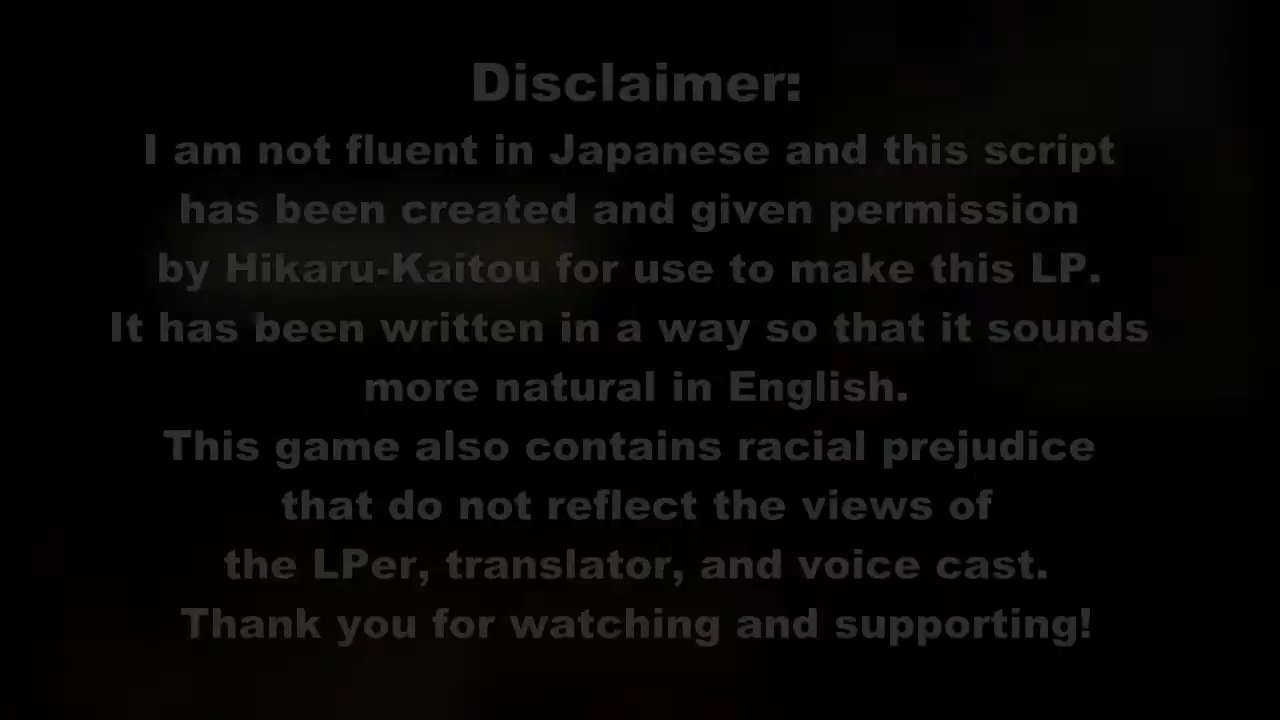 Disclaimer:
I am not fluent in Japanese and this script
has been created and given permission
by Hikaru-Kaitou for use to make this LP.
It has been written in a way so that it sounds
more natural in English.
This game also contains racial prejudice
that do not reflect the views of
the LPer, translator, and voice cast.
Thank you for watching and supporting!